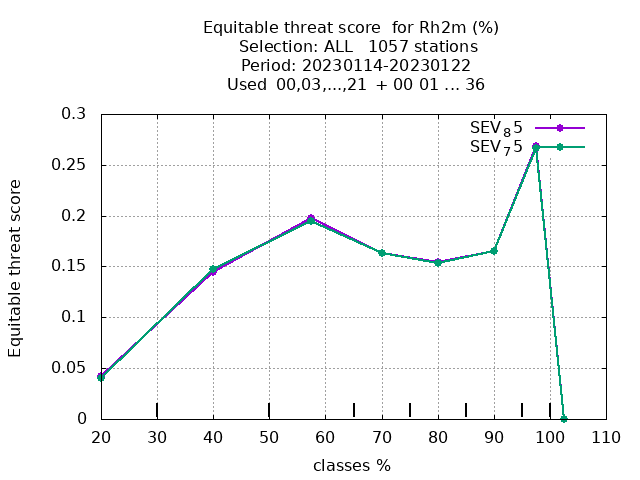 Equitable threat score  for Rh2m (%)
Selection: ALL   1057 stations
Period: 20230114-20230122
Used  00,03,...,21  + 00 01 ... 36
SEV₈5
SEV₇5
0.3
0.25
0.2
0.15
0.1
0.05
0
Equitable threat score
20 30 40 50 60 70 80 90 100 110
classes %